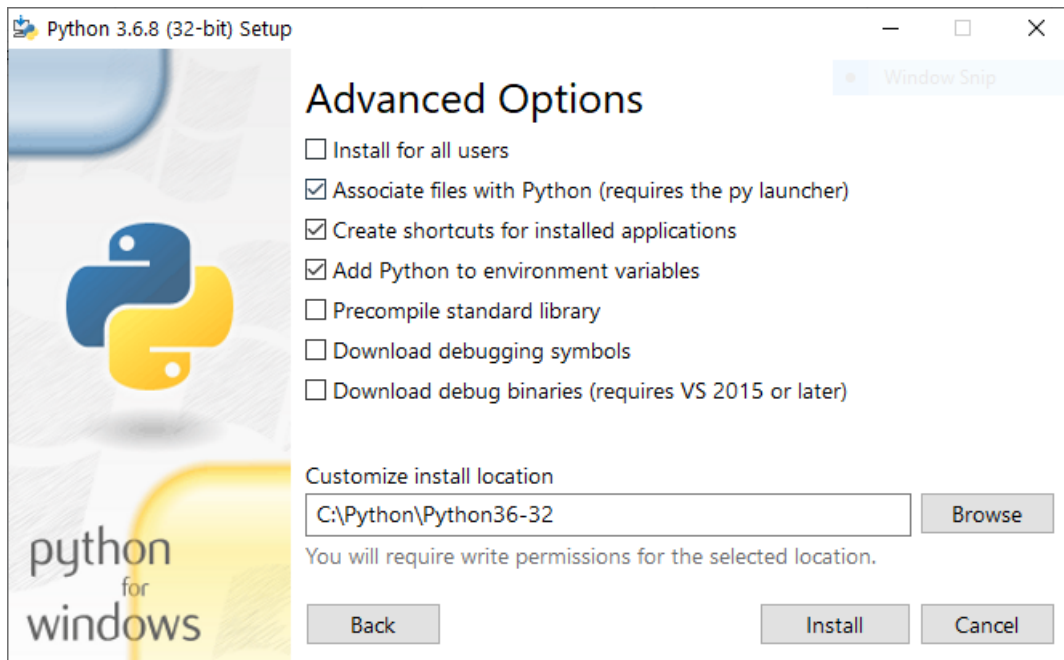 Python 3.6.8 (32-bit) Setup
Window Snip
Advanced Options
Install for all users
Associate files with Python (requires the py launcher)
Create shortcuts for installed applications
Add Python to environment variables
Precompile standard library
Download debugging symbols
Download debug binaries (requires VS 2015 or later)
Customize install location
C:\Python\Python36-32
Browse
You will require write permissions for the selected location.
python
for
windows
Back
Install
Cancel